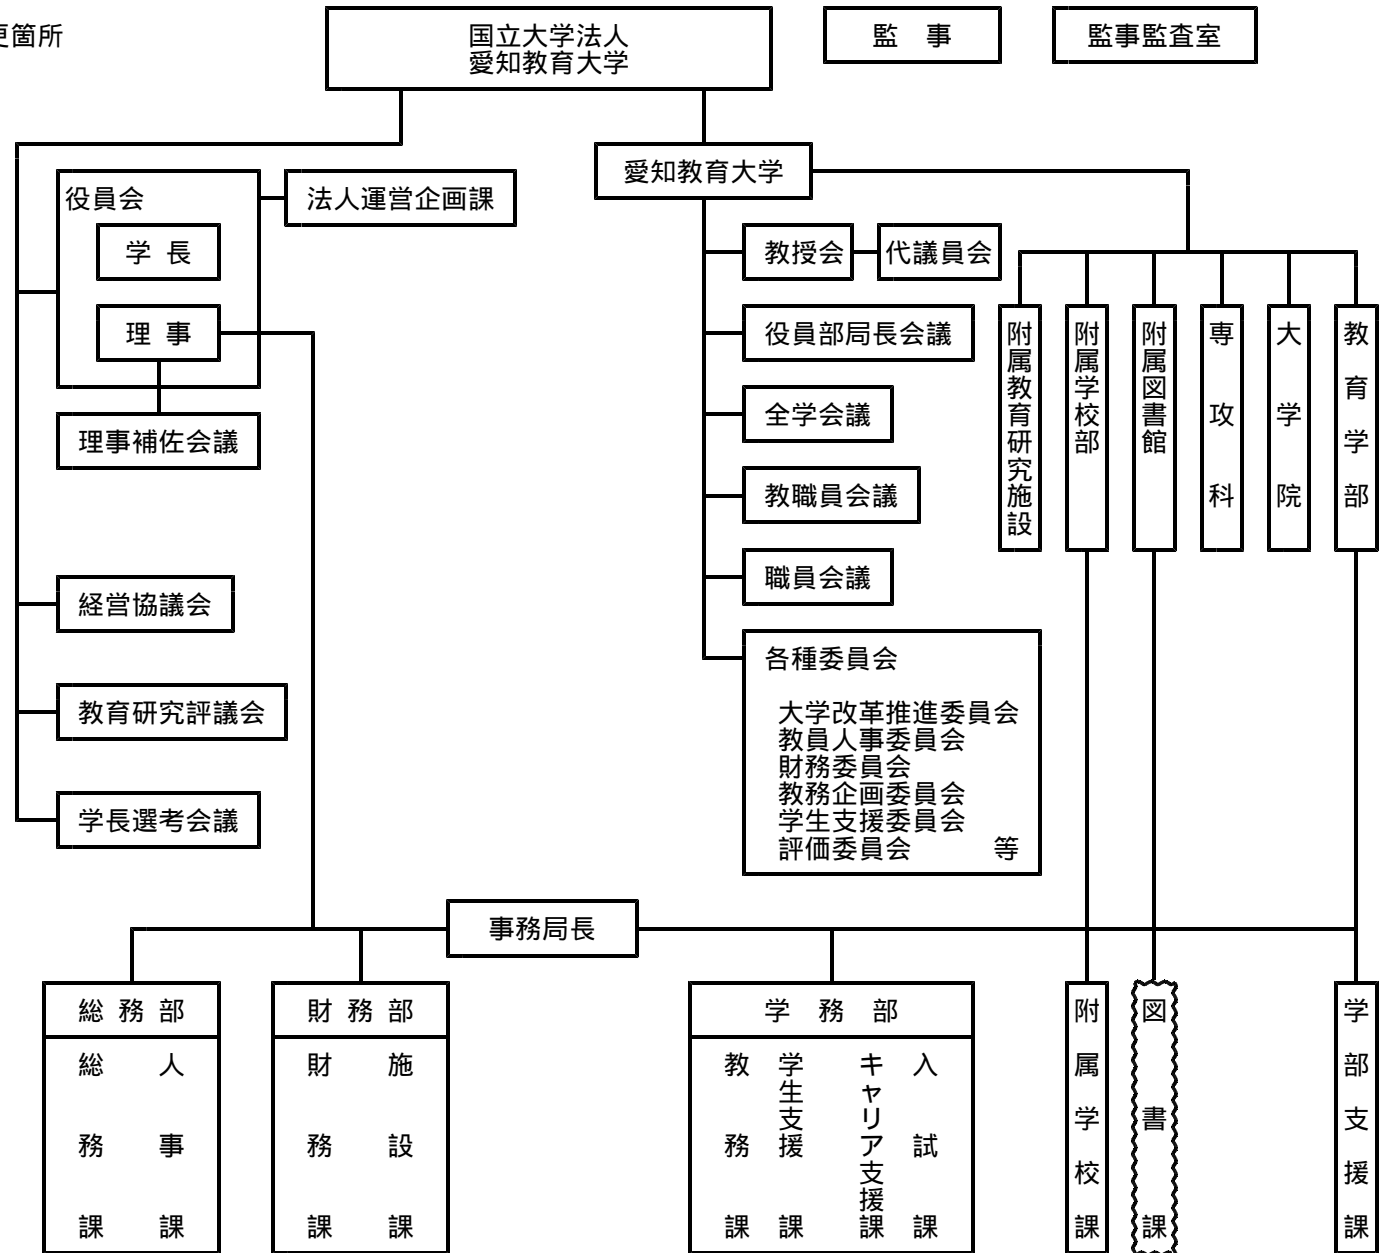 更箇所
国立大学法人
愛知教育大学
監　事
監事監査室
愛知教育大学
役員会
法人運営企画課
学 長
理 事
理事補佐会議
経営協議会
教育研究評議会
学長選考会議
教授会
代議員会
役員部局長会議
全学会議
教職員会議
職員会議
各種委員会
大学改革推進委員会
教員人事委員会
財務委員会
教務企画委員会
学生支援委員会
評価委員会　　　等
附属教育研究施設
附属学校部
附属図書館
専攻科
大学院
教育学部
事務局長
総 務 部
総務課
人事課
財 務 部
財務課
施設課
学　務　部
教務課
学生支援課
キャリア支援課
入試課
附属学校課
図書課
学部支援課